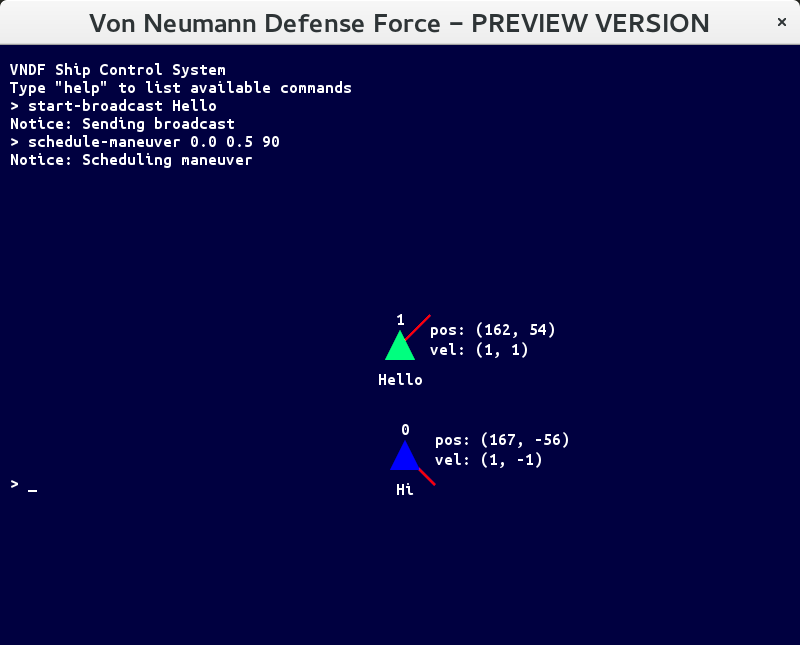 Von Neumann Defense Force – PREVIEW VERSION ×
VNDF Ship Control System
Type "help" to list available commands
> start-broadcast Hello
Notice: Sending broadcast
> schedule-maneuver 0.0 0.5 90
Notice: Scheduling maneuver
1
pos: (162, 54)
vel: (1, 1)
Hello
0
pos: (167, -56)
vel: (1, -1)
Hi
> _